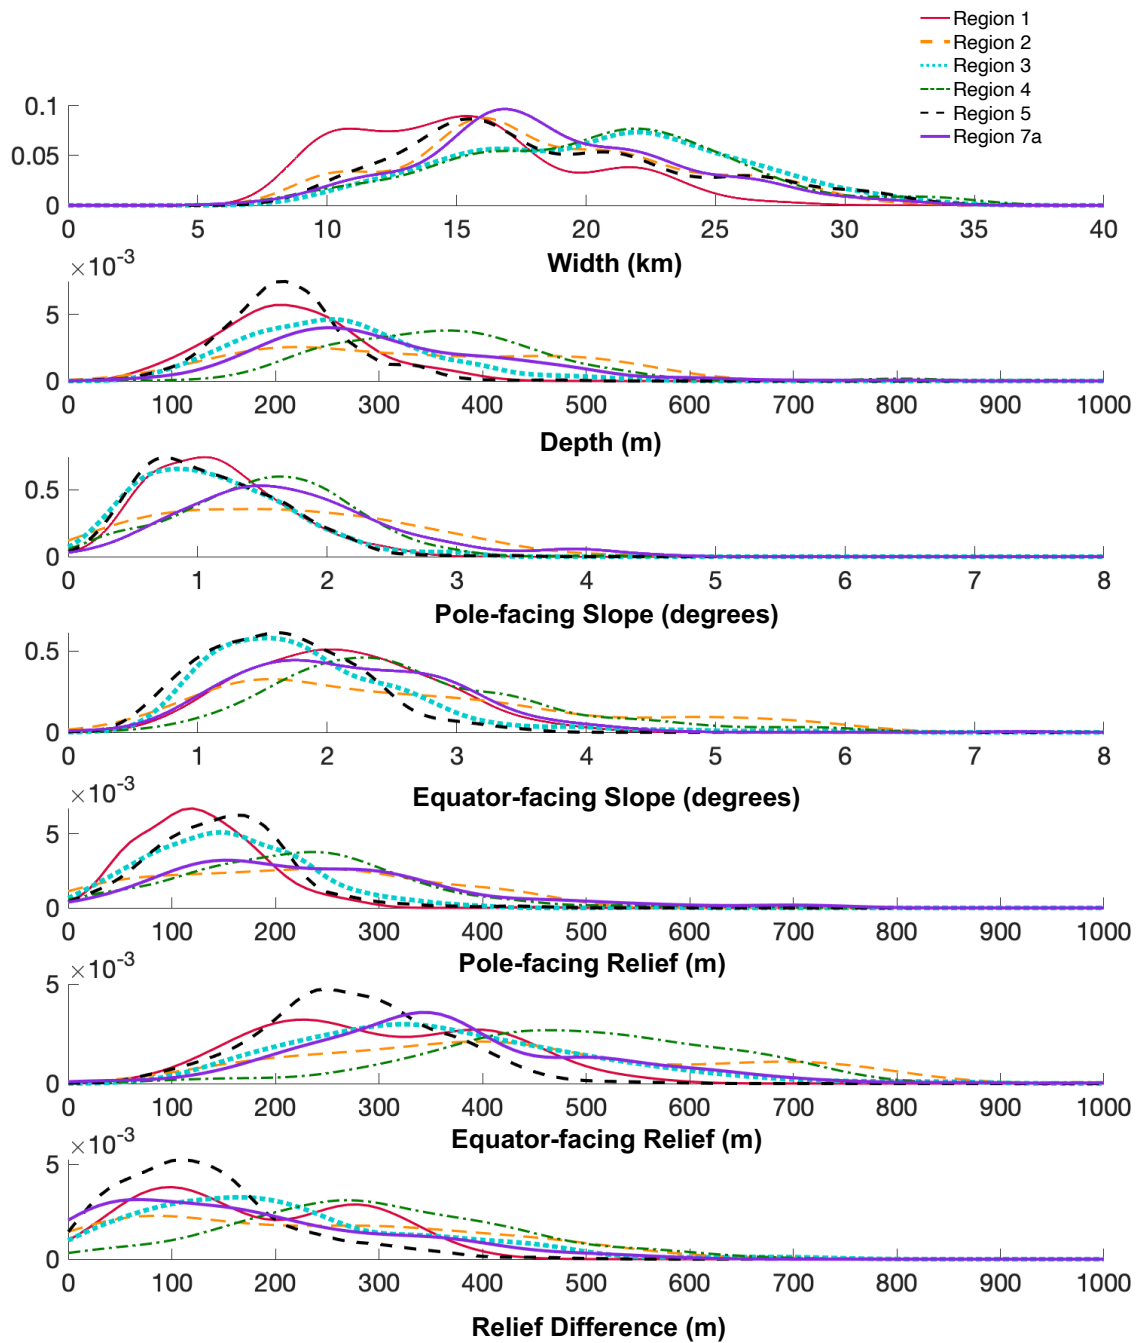 Region 1
Region 2
Region 3
Region 4
Region 5
Region 7a
0.1
0.05
0
0 5 10 15 20 25 30 35 40
Width (km)
×10-3
5
0
0 100 200 300 400 500 600 700 800 900 1000
Depth (m)
0.5
0
0 1 2 3 4 5 6 7 8
Pole-facing Slope (degrees)
0.5
0
0 1 2 3 4 5 6 7 8
Equator-facing Slope (degrees)
×10-3
5
0
0 100 200 300 400 500 600 700 800 900 1000
Pole-facing Relief (m)
×10-3
5
0
0 100 200 300 400 500 600 700 800 900 1000
Equator-facing Relief (m)
×10-3
5
0
0 100 200 300 400 500 600 700 800 900 1000
Relief Difference (m)